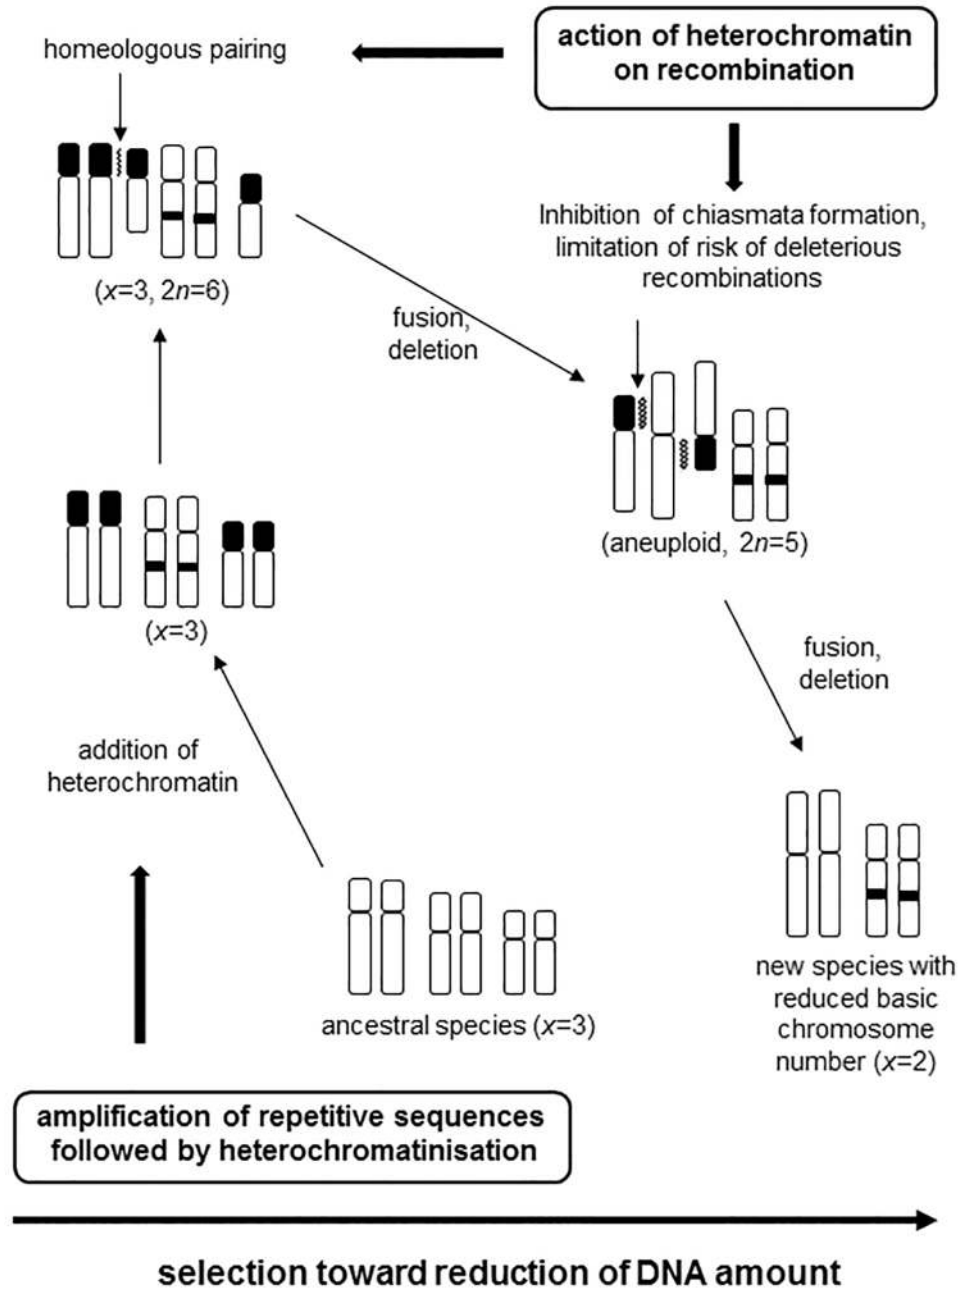 homeologous pairing
action of heterochromatin
on recombination
Inhibition of chiasmata formation,
limitation of risk of deleterious
recombinations
(x=3, 2n=6)
fusion,
deletion
(aneuploid, 2n=5)
(x=3)
fusion,
deletion
addition of
heterochromatin
ancestral species (x=3)
new species with
reduced basic
chromosome
number (x=2)
amplification of repetitive sequences
followed by heterochromatinisation
selection toward reduction of DNA amount